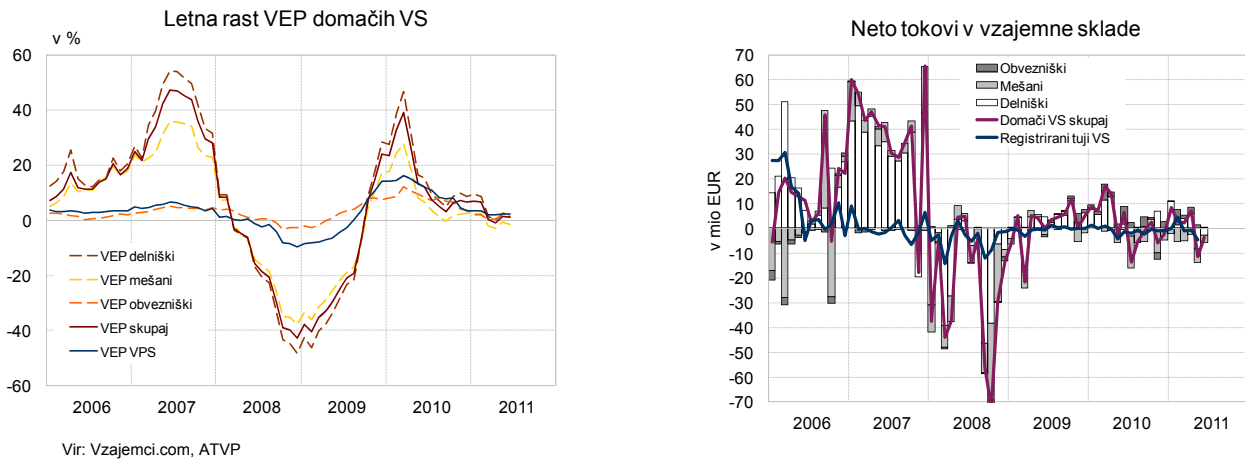 Letna rast VEP domačih VS
v %
60
40
20
0
-20
-40
-60
VEP delniški
VEP mešani
VEP obvezniški
VEP skupaj
VEP VPS
2006 2007 2008 2009 2010 2011
Vir: Vzajemci.com, ATVP
Neto tokovi v vzajemne sklade
v mio EUR
70
60
50
40
30
20
10
0
-10
-20
-30
-40
-50
-60
-70
Obvezniški
Mešani
Delniški
Domači VS skupaj
Registrirani tuji VS
2006 2007 2008 2009 2010 2011